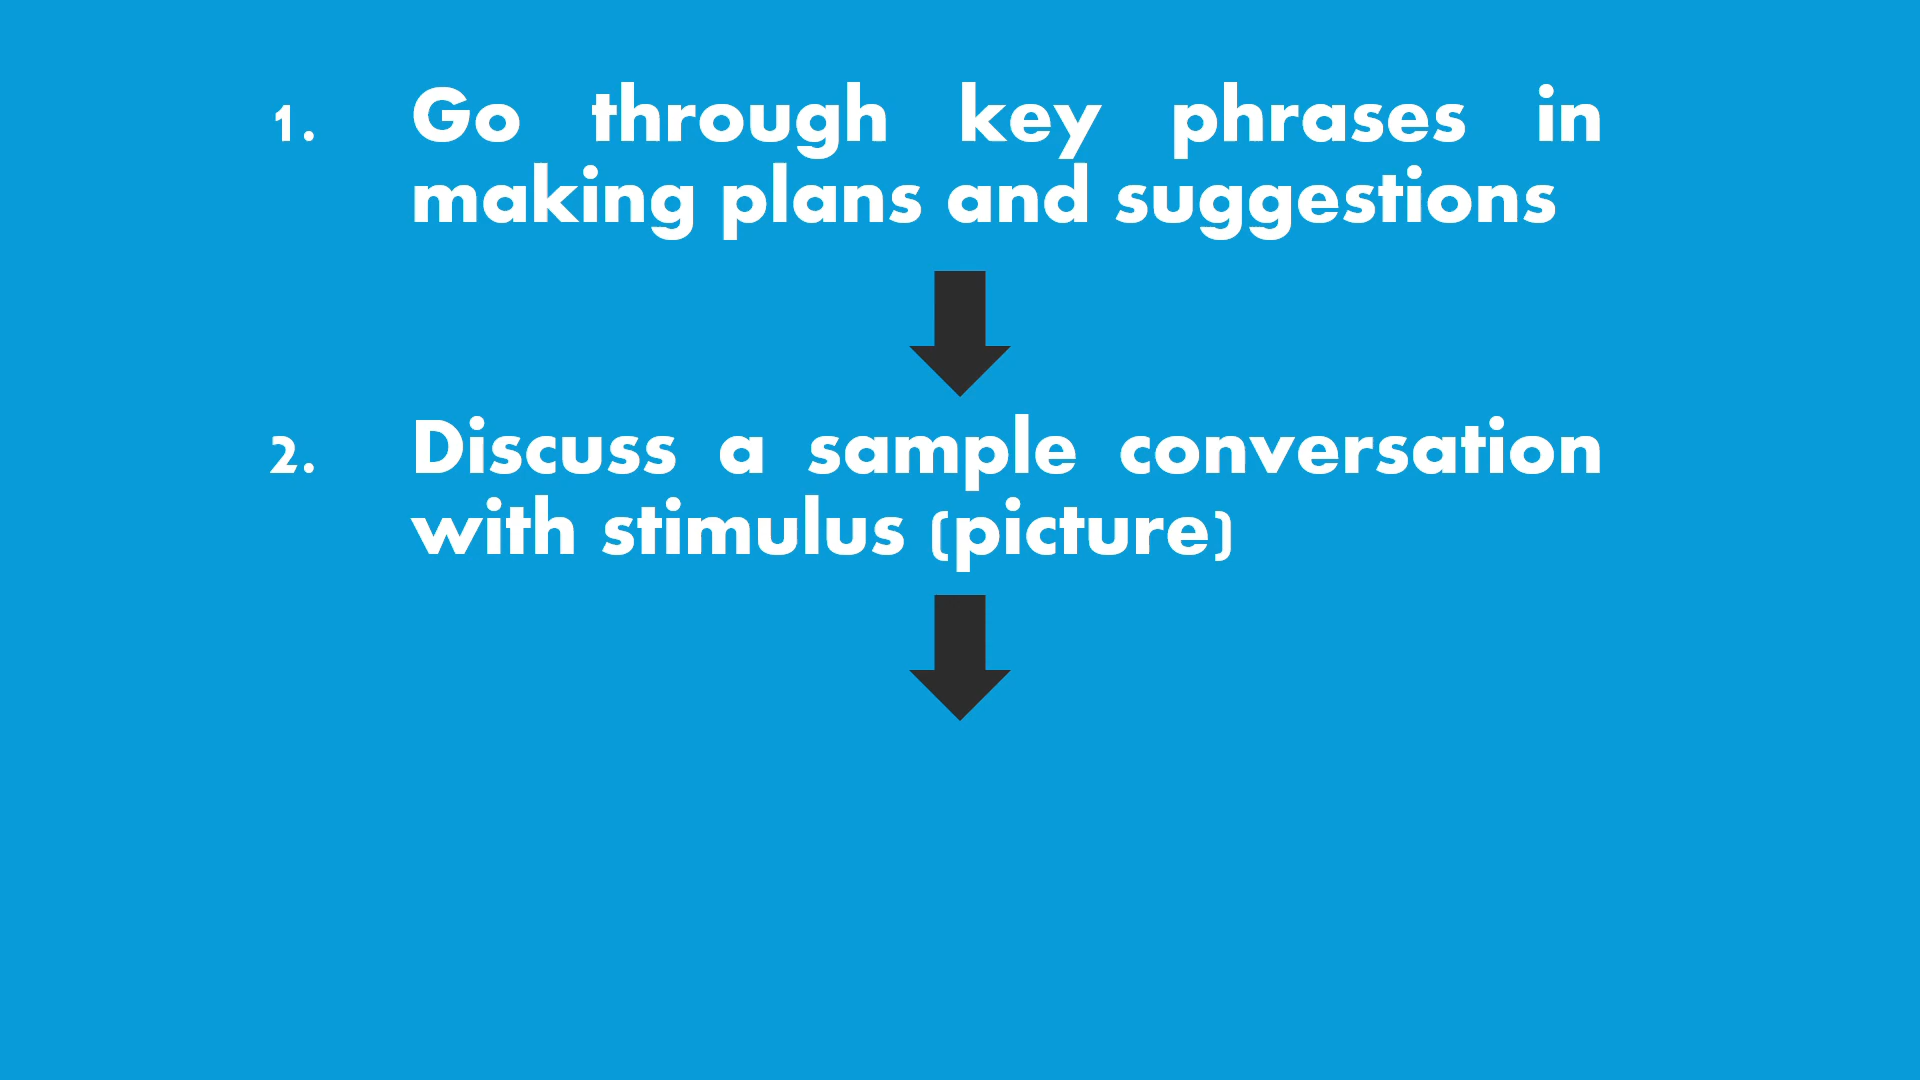 1. Go through key phrases in
making plans and suggestions
2. Discuss a sample conversation
with stimulus (picture)